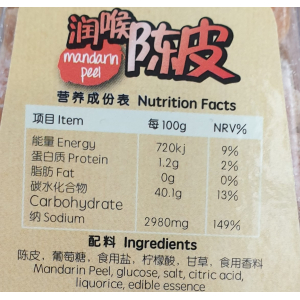 润喉陈皮
mandarin
peel
营养成份表 Nutrition Facts
项目 Item 每100g NRV%
能量 Energy 720kj 9%
蛋白质 Protein 1.2g 2%
脂肪 Fat 0g 0%
碳水化合物 40.1g 13%
Carbohydrate
纳 Sodium 2980mg 149%
配料 Ingredients
陈皮，葡萄糖，食用盐，柠檬酸，甘草，食用香料
Mandarin Peel, glucose, salt, citric acid,
liquorice, edible essence